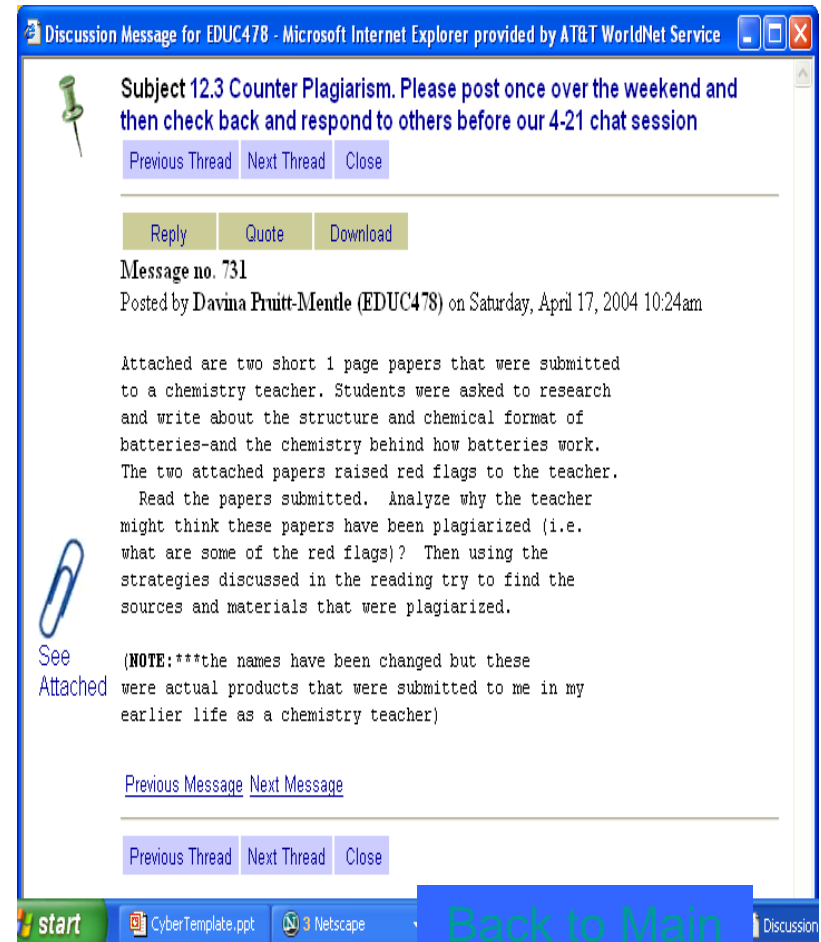 Discussion Message for EDUC478 - Microsoft Internet Explorer provided by AT&T WorldNet Service
Subject 12.3 Counter Plagiarism. Please post once over the weekend and
then check back and respond to others before our 4-21 chat session
Previous Thread Next Thread Close
Reply Quote Download
Message no. 731
Posted by Davina Pruitt-Mentle (EDUC478) on Saturday, April 17, 2004 10:24am
Attached are two short 1 page papers that were submitted
to a chemistry teacher. Students were asked to research
and write about the structure and chemical format of
batteries-and the chemistry behind how batteries work.
The two attached papers raised red flags to the teacher.
Read the papers submitted. Analyze why the teacher
might think these papers have been plagiarized (i.e.
what are some of the red flags)? Then using the
strategies discussed in the reading try to find the
sources and materials that were plagiarized.
See
Attached
(NOTE:***the names have been changed but these
were actual products that were submitted to me in my
earlier life as a chemistry teacher)
Previous Message Next Message
Previous Thread Next Thread Close
start CyberTemplate.ppt 3 Netscape Back to Main Discussion